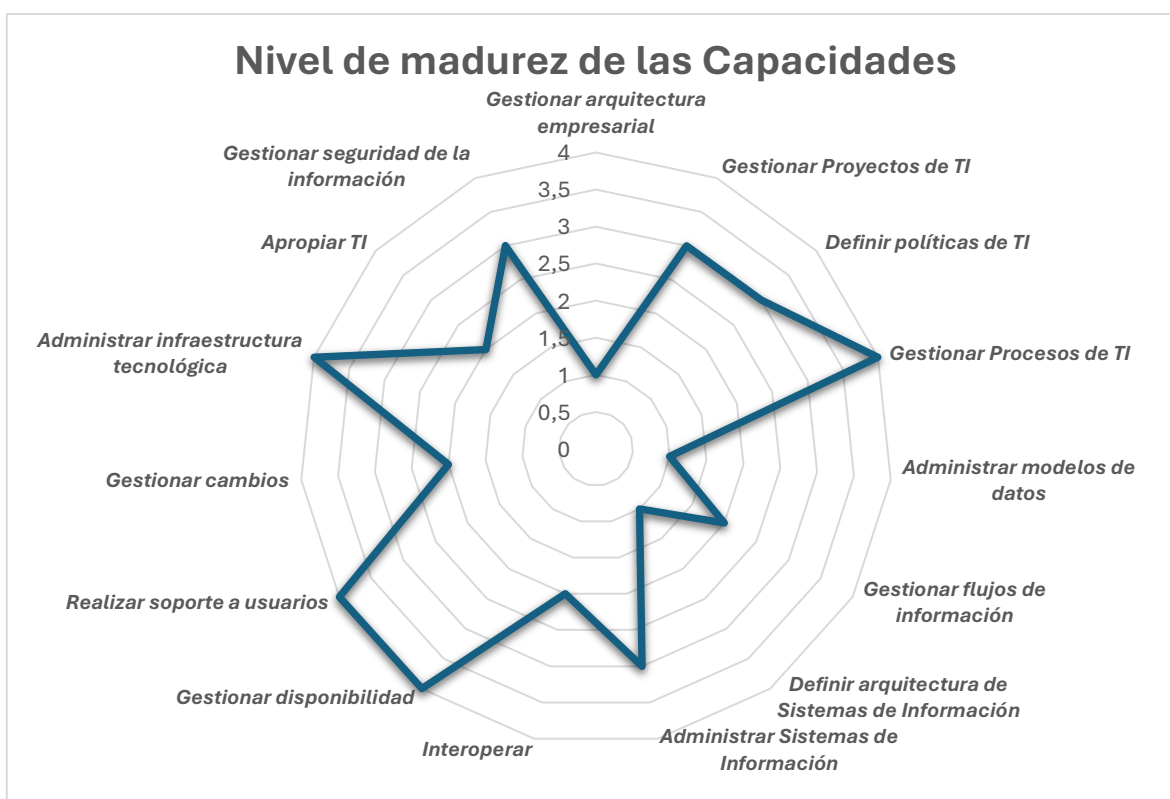 Nivel de madurez de las Capacidades
Gestionar arquitectura
empresarial
Gestionar Proyectos de TI
Definir políticas de TI
Gestionar Procesos de TI
Administrar modelos de
datos
Gestionar flujos de
información
Definir arquitectura de
Sistemas de Información
Administrar Sistemas de
Información
Interoperar
Gestionar disponibilidad
Realizar soporte a usuarios
Gestionar cambios
Administrar infraestructura
tecnológica
Apropiar TI
Gestionar seguridad de la
información
4
3,5
3
2,5
2
1,5
1
0,5
0